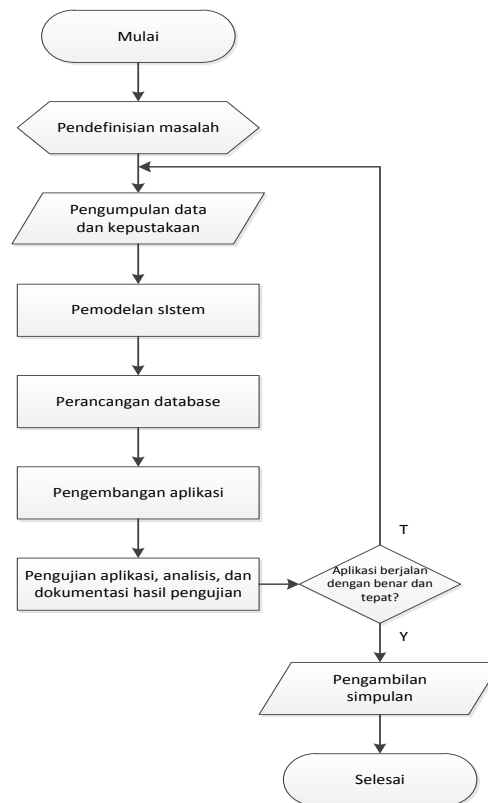 Mulai
Pendefinisian masalah
Pengumpulan data
dan kepustakaan
Pemodelan sIstem
Perancangan database
Pengembangan aplikasi
Pengujian aplikasi, analisis, dan
dokumentasi hasil pengujian
T
Aplikasi berjalan
dengan benar dan
tepat?
Y
Pengambilan
simpulan
Selesai